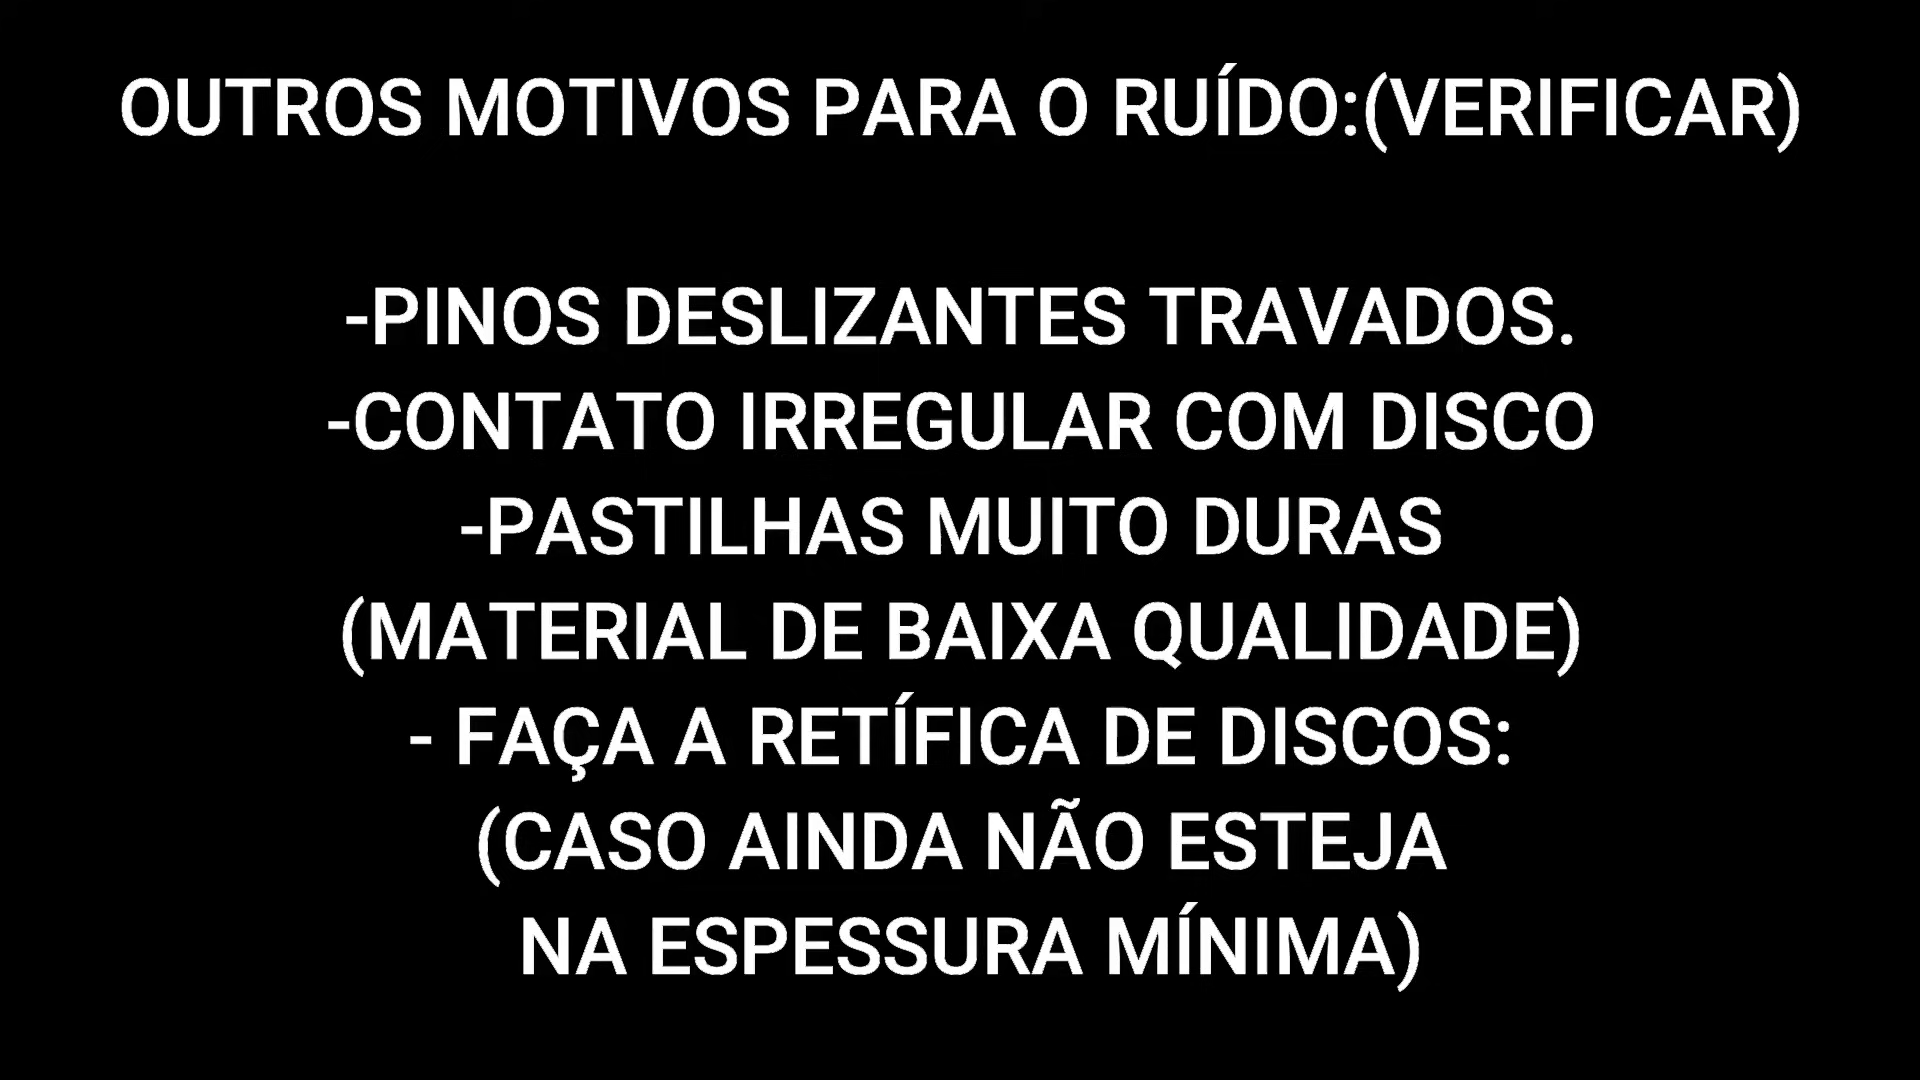 OUTROS MOTIVOS PARA O RUÍDO:(VERIFICAR)
-PINOS DESLIZANTES TRAVADOS.
-CONTATO IRREGULAR COM DISCO
-PASTILHAS MUITO DURAS
(MATERIAL DE BAIXA QUALIDADE)
- FAÇA A RETÍFICA DE DISCOS:
(CASO AINDA NÃO ESTEJA
NA ESPESSURA MÍNIMA)